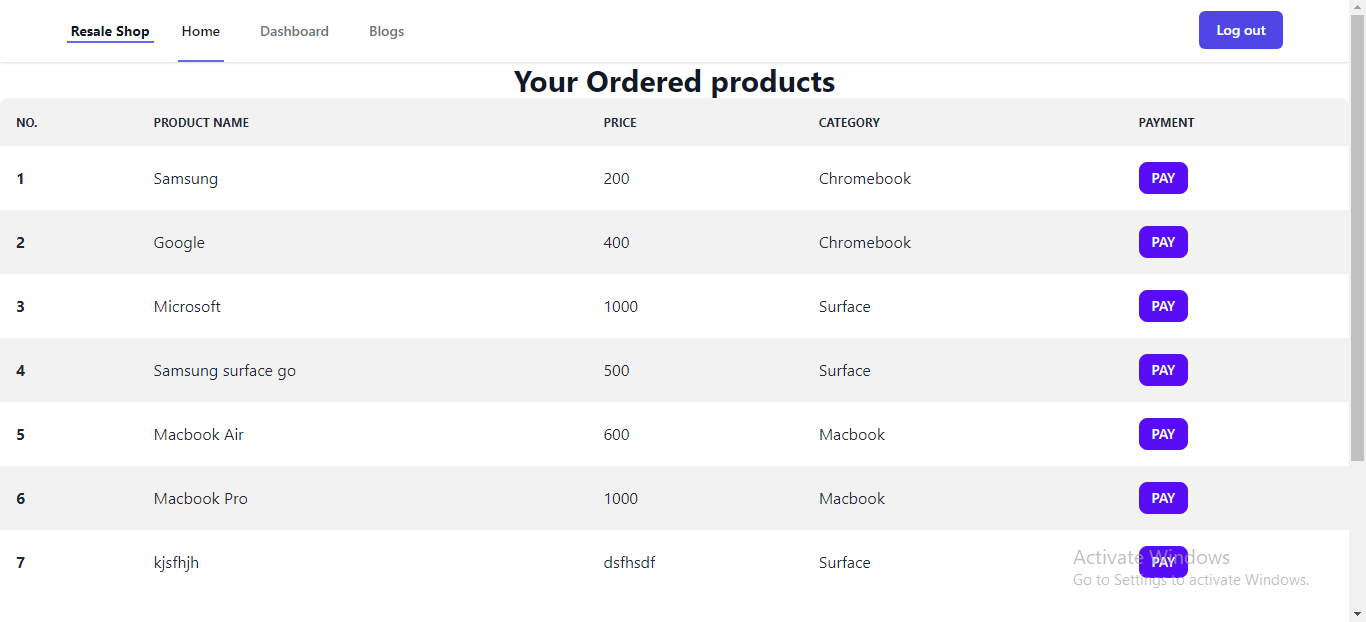 Resale Shop Home Dashboard Blogs Log out
Your Ordered products
NO. PRODUCT NAME PRICE CATEGORY PAYMENT
1 Samsung 200 Chromebook PAY
2 Google 400 Chromebook PAY
3 Microsoft 1000 Surface PAY
4 Samsung surface go 500 Surface PAY
5 Macbook Air 600 Macbook PAY
6 Macbook Pro 1000 Macbook PAY
7 kjsfhjh dsfhsdf Surface PAY
Activate Windows
Go to Settings to activate Windows.